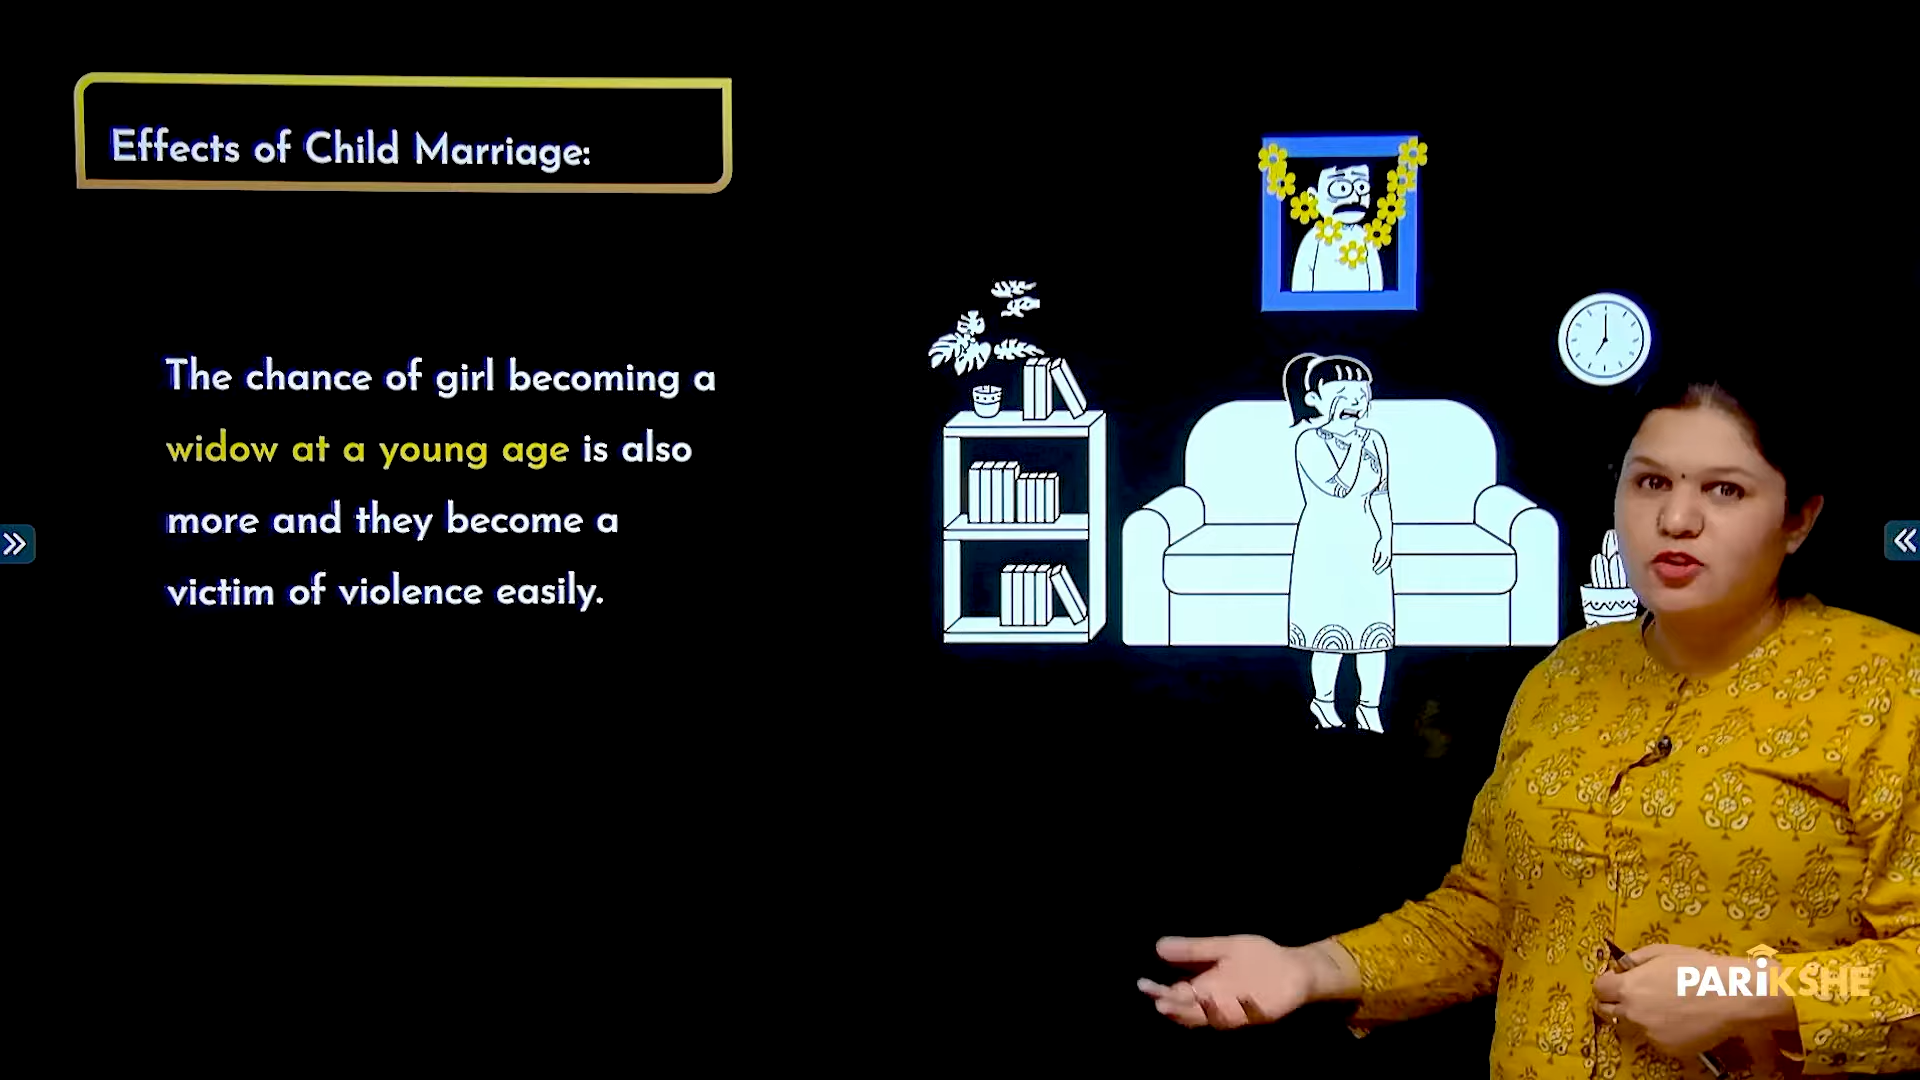 Effects of Child Marriage:
The chance of girl becoming a
widow at a young age is also
more and they become a
victim of violence easily.
PARiKSHE